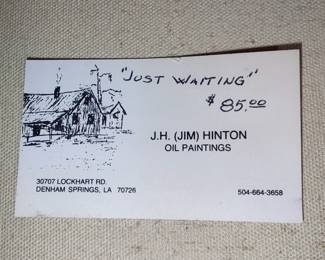 "JUST WAITING"
$ 85.00
J.H. (JIM) HINTON
OIL PAINTINGS
30707 LOCKHART RD.
DENHAM SPRINGS, LA 70726
504-664-3658